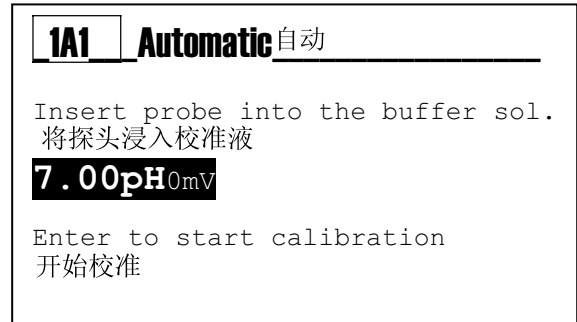 1A1 Automatic自动
Insert probe into the buffer sol.
将探头浸入校准液
7.00pH0mV
Enter to start calibration
开始校准